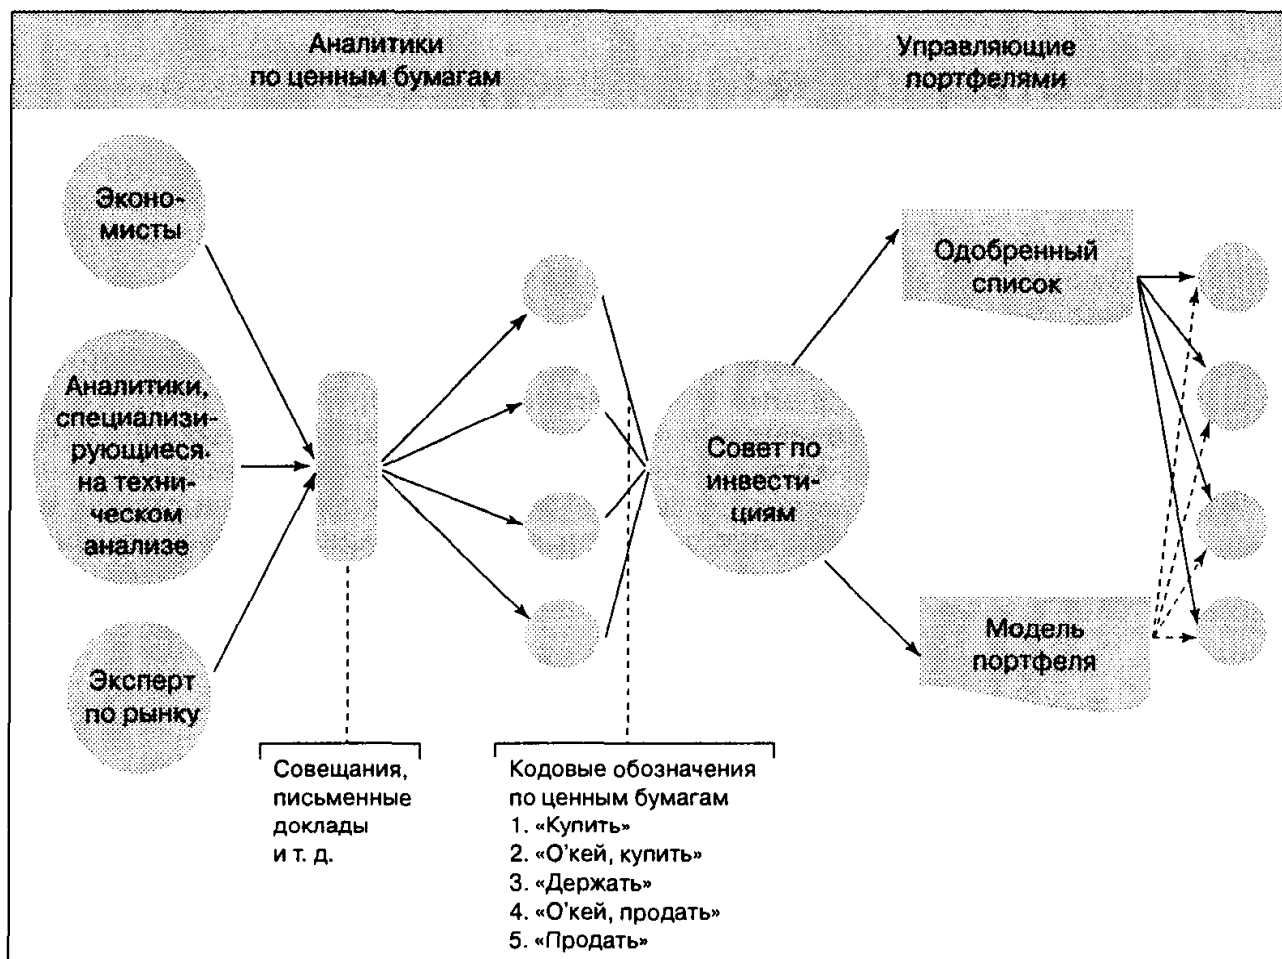 Аналитики
по ценным бумагам
Управляющие
портфелями
Эконо-
мисты
Аналитики,
специализи-
рующиеся
на техни-
ческом
анализе
Эксперт
по рынку
Совет по
инвести-
циям
Одобренный
список
Модель
портфеля
Совещания,
письменные
доклады
и т. д.
Кодовые обозначения
по ценным бумагам
1. «Купить»
2. «О'кей, купить»
3. «Держать»
4. «О'кей, продать»
5. «Продать»